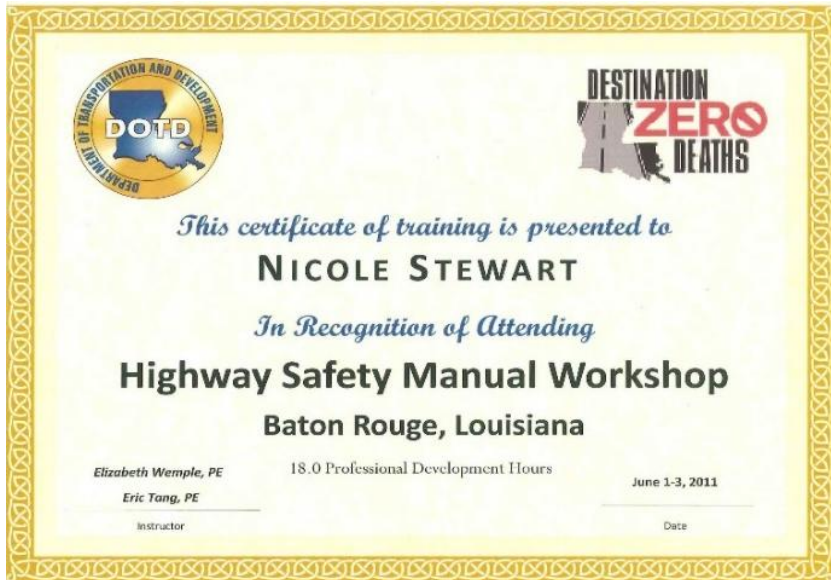 DEPARTMENT OF TRANSPORTATION AND DEVELOPMENT
DOTD
DESTINATION
ZERO
DEATHS
This certificate of training is presented to
NICOLE STEWART
In Recognition of Attending
Highway Safety Manual Workshop
Baton Rouge, Louisiana
18.0 Professional Development Hours
Elizabeth Wemple, PE
Eric Tang, PE
Instructor
June 1-3, 2011
Date